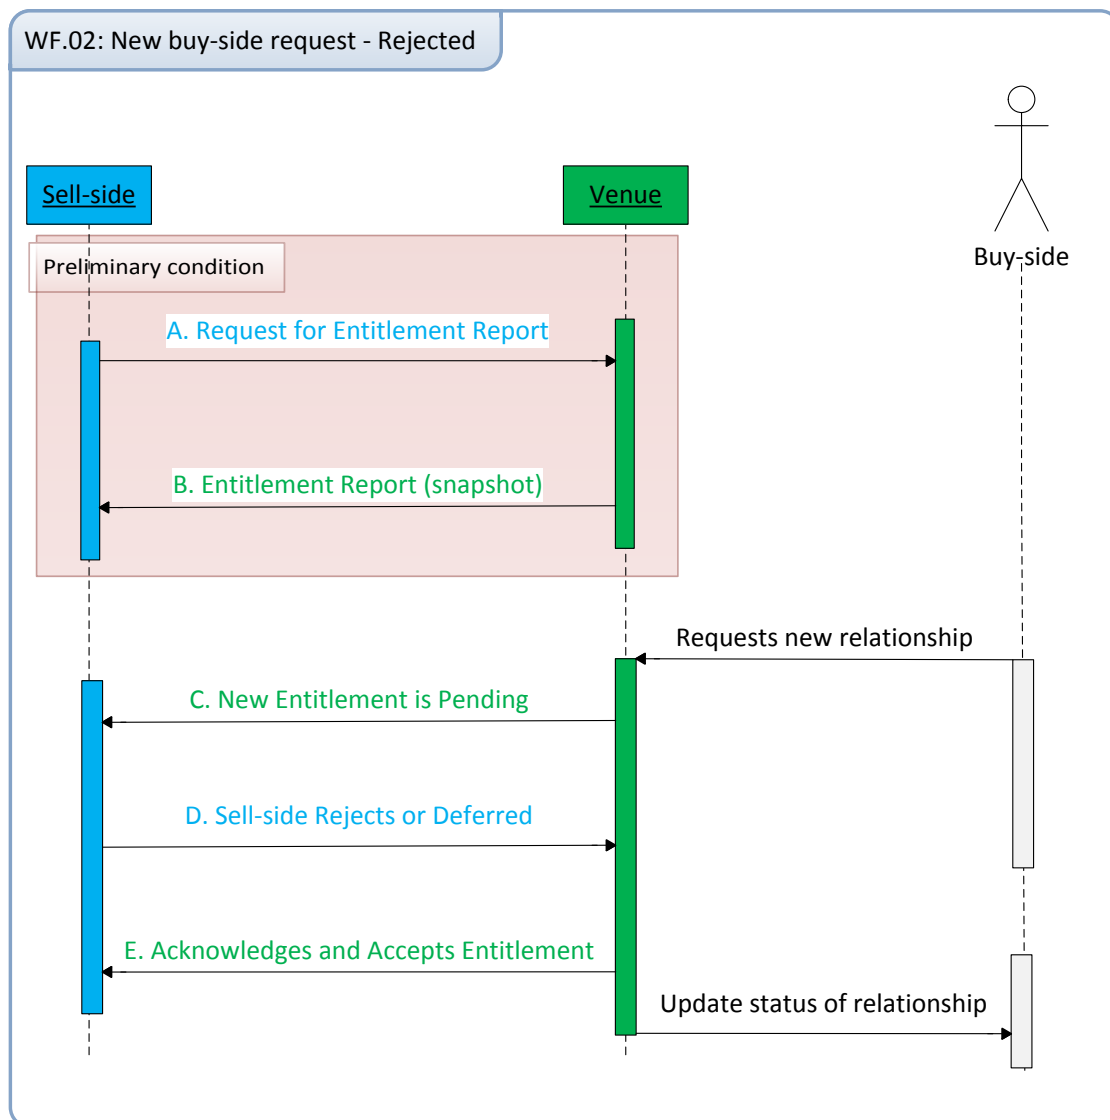 WF.02: New buy-side request - Rejected
Sell-side
Venue
Buy-side
Preliminary condition
A. Request for Entitlement Report
B. Entitlement Report (snapshot)
Requests new relationship
C. New Entitlement is Pending
D. Sell-side Rejects or Deferred
E. Acknowledges and Accepts Entitlement
Update status of relationship